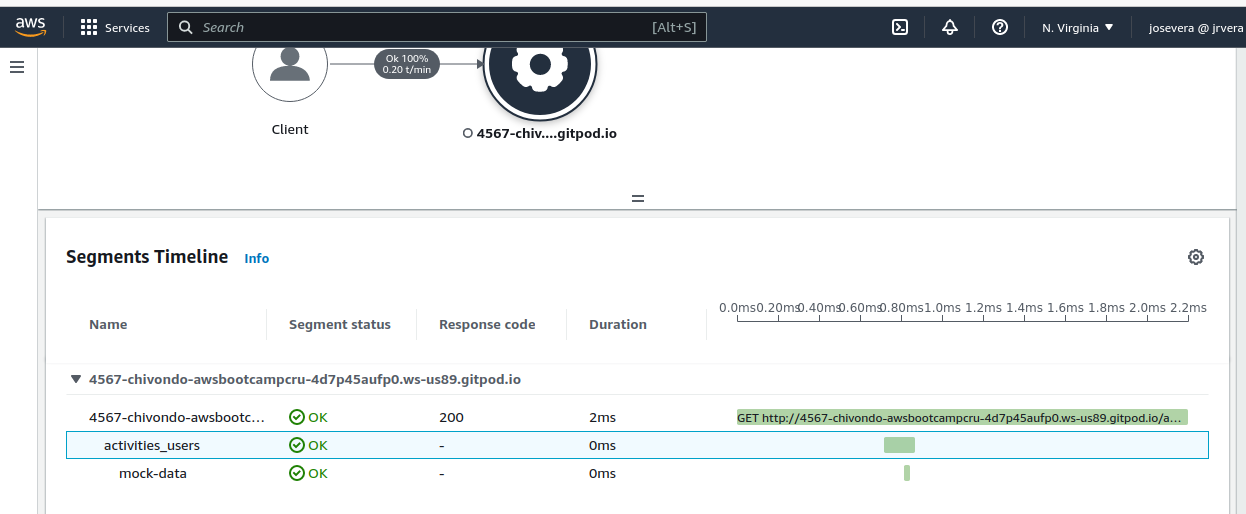 aws Services Search [Alt+S] N. Virginia josevera @ jrvera
Ok 100%
0.20 t/min
Client
4567-chiv....gitpod.io
Segments Timeline Info
0.0ms 0.20ms 0.40ms 0.60ms 0.80ms 1.0ms 1.2ms 1.4ms 1.6ms 1.8ms 2.0ms 2.2ms
Name Segment status Response code Duration
4567-chivondo-awsbootcampcru-4d7p45aufp0.ws-us89.gitpod.io
4567-chivondo-awsbootc... OK 200 2ms GET http://4567-chivondo-awsbootcampcru-4d7p45aufp0.ws-us89.gitpod.io/a...
activities_users OK - 0ms
mock-data OK - 0ms